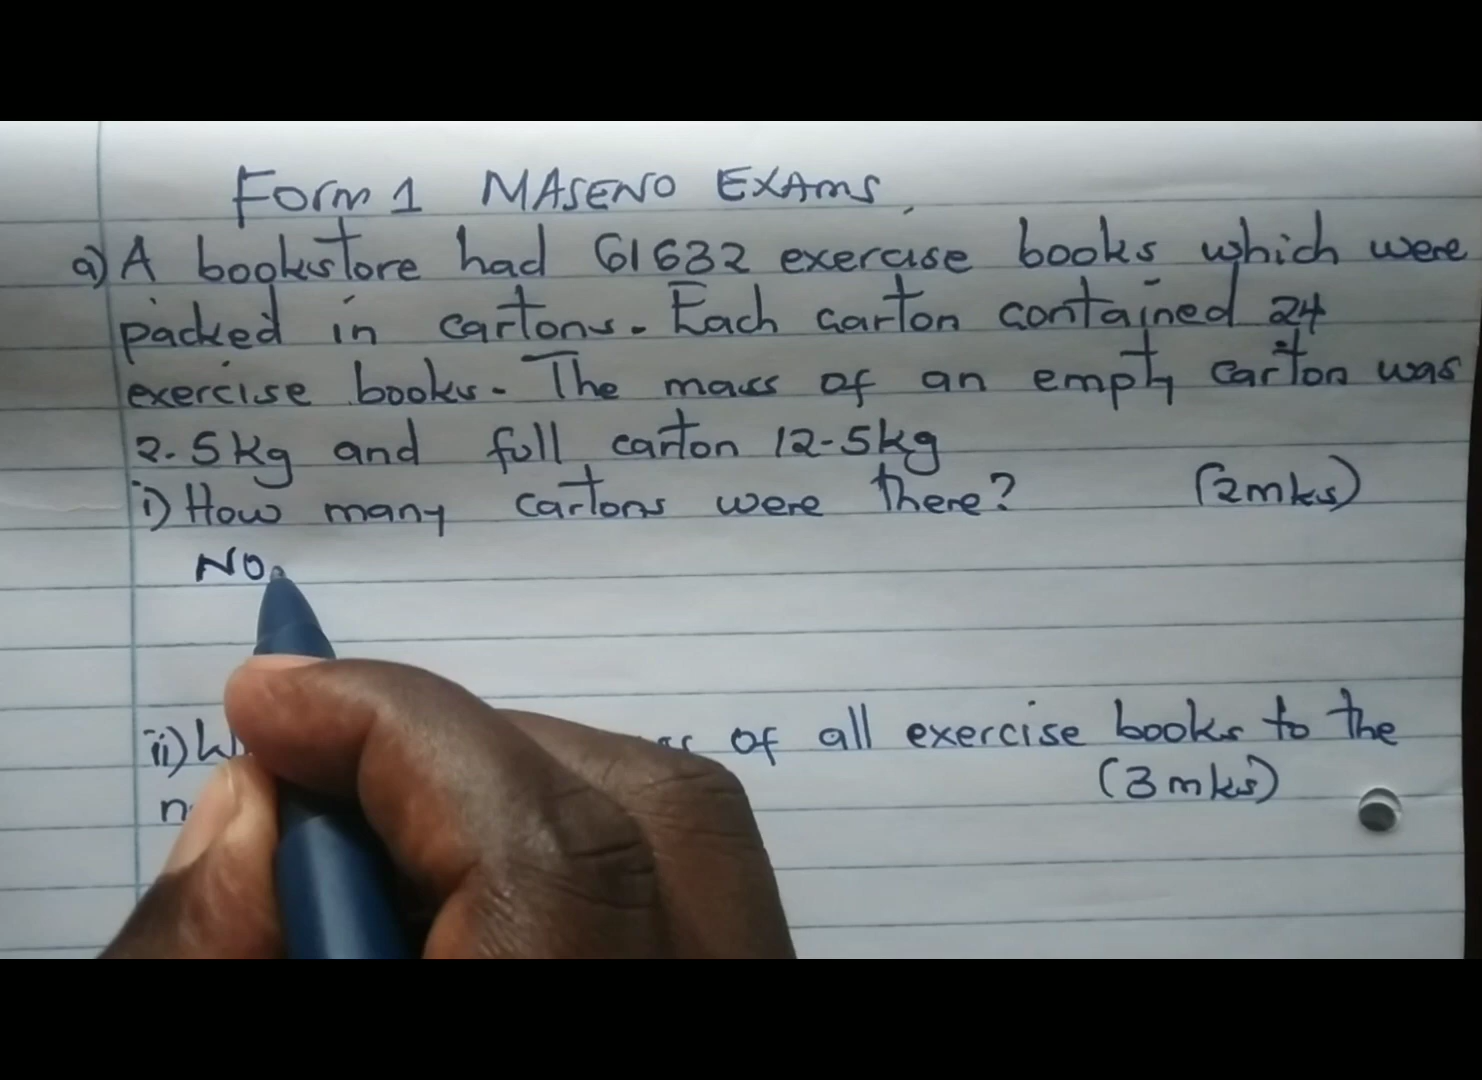 Form 1 MASENO EXAMS
a) A bookstore had 61632 exercise books which were
packed in cartons. Each carton contained 24
exercise books. The mass of an empty carton was
2.5kg and full carton 12.5kg
i) How many cartons were there? (2mks)
NO.
ii) of all exercise books to the
(3mks)